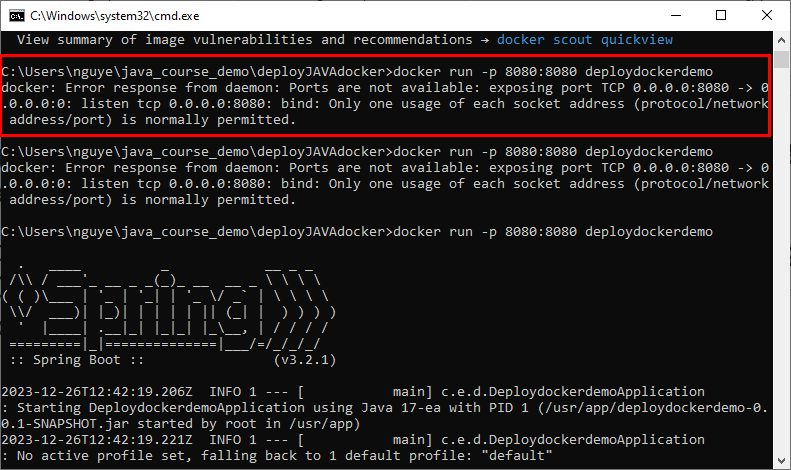 C:\Windows\system32\cmd.exe
View summary of image vulnerabilities and recommendations → docker scout quickview
C:\Users\nguye\java_course_demo\deployJAVAdocker>docker run -p 8080:8080 deploydockerdemo
docker: Error response from daemon: Ports are not available: exposing port TCP 0.0.0.0:8080 -> 0
.0.0.0:0: listen tcp 0.0.0.0:8080: bind: Only one usage of each socket address (protocol/network
address/port) is normally permitted.
C:\Users\nguye\java_course_demo\deployJAVAdocker>docker run -p 8080:8080 deploydockerdemo
docker: Error response from daemon: Ports are not available: exposing port TCP 0.0.0.0:8080 -> 0
.0.0.0:0: listen tcp 0.0.0.0:8080: bind: Only one usage of each socket address (protocol/network
address/port) is normally permitted.
C:\Users\nguye\java_course_demo\deployJAVAdocker>docker run -p 8080:8080 deploydockerdemo
  .   ____          _            __ _ _
 /\\ / ___'_ __ _ _(_)_ __  __ _ \ \ \ \
( ( )\___ | '_ | '_| | '_ \/ _` | \ \ \ \
 \\/  ___)| |_)| | | | | || (_| |  ) ) ) )
  '  |____| .__|_| |_|_| |_\__, | / / / /
 =========|_|==============|___/=/_/_/_/
:: Spring Boot ::                (v3.2.1)
2023-12-26T12:42:19.206Z  INFO 1 --- [           main] c.e.d.DeploydockerdemoApplication
: Starting DeploydockerdemoApplication using Java 17-ea with PID 1 (/usr/app/deploydockerdemo-0.
0.1-SNAPSHOT.jar started by root in /usr/app)
2023-12-26T12:42:19.221Z  INFO 1 --- [           main] c.e.d.DeploydockerdemoApplication
: No active profile set, falling back to 1 default profile: "default"